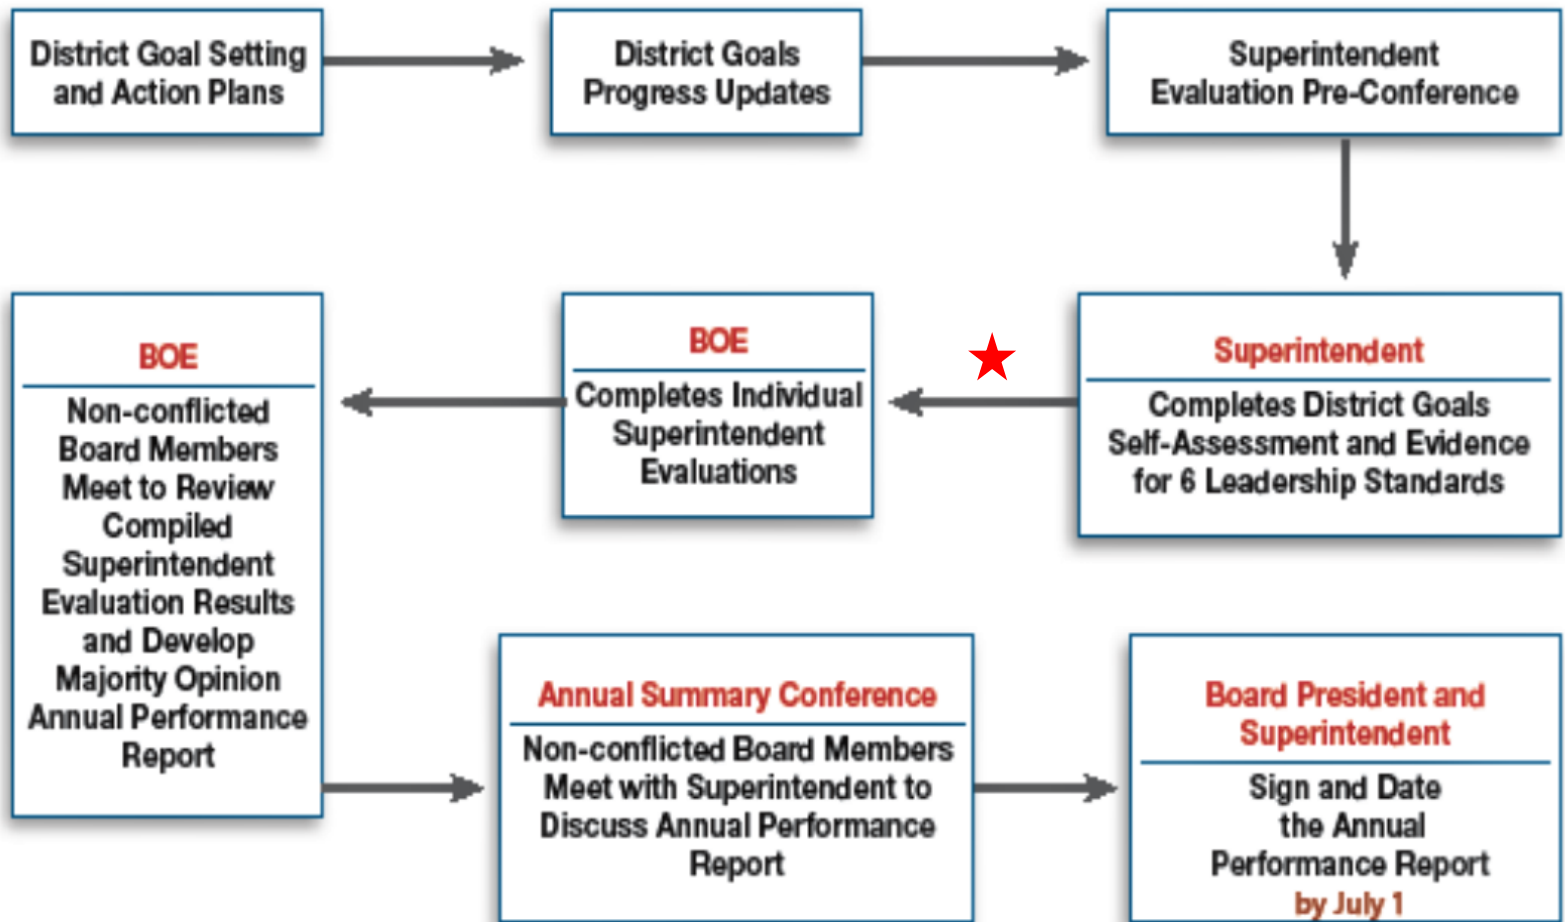 District Goal Setting
and Action Plans
District Goals
Progress Updates
Superintendent
Evaluation Pre-Conference
Superintendent
Completes District Goals
Self-Assessment and Evidence
for 6 Leadership Standards
BOE
Completes Individual
Superintendent
Evaluations
BOE
Non-conflicted
Board Members
Meet to Review
Compiled
Superintendent
Evaluation Results
and Develop
Majority Opinion
Annual Performance
Report
Annual Summary Conference
Non-conflicted Board Members
Meet with Superintendent to
Discuss Annual Performance
Report
Board President and
Superintendent
Sign and Date
the Annual
Performance Report
by July 1